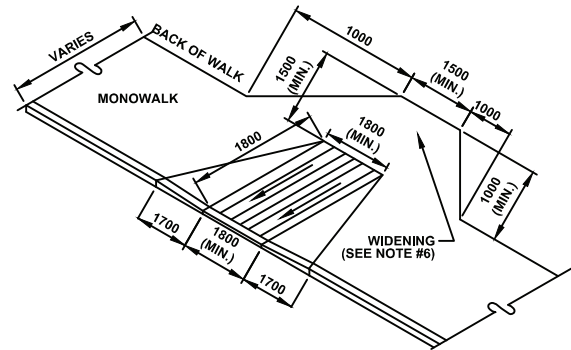 VARIES
BACK OF WALK
MONOWALK
1000
1500
(MIN.)
1500
(MIN.)
1000
1800
1800
(MIN.)
1000
(MIN.)
1700
1800
(MIN.)
1700
WIDENING
(SEE NOTE #6)